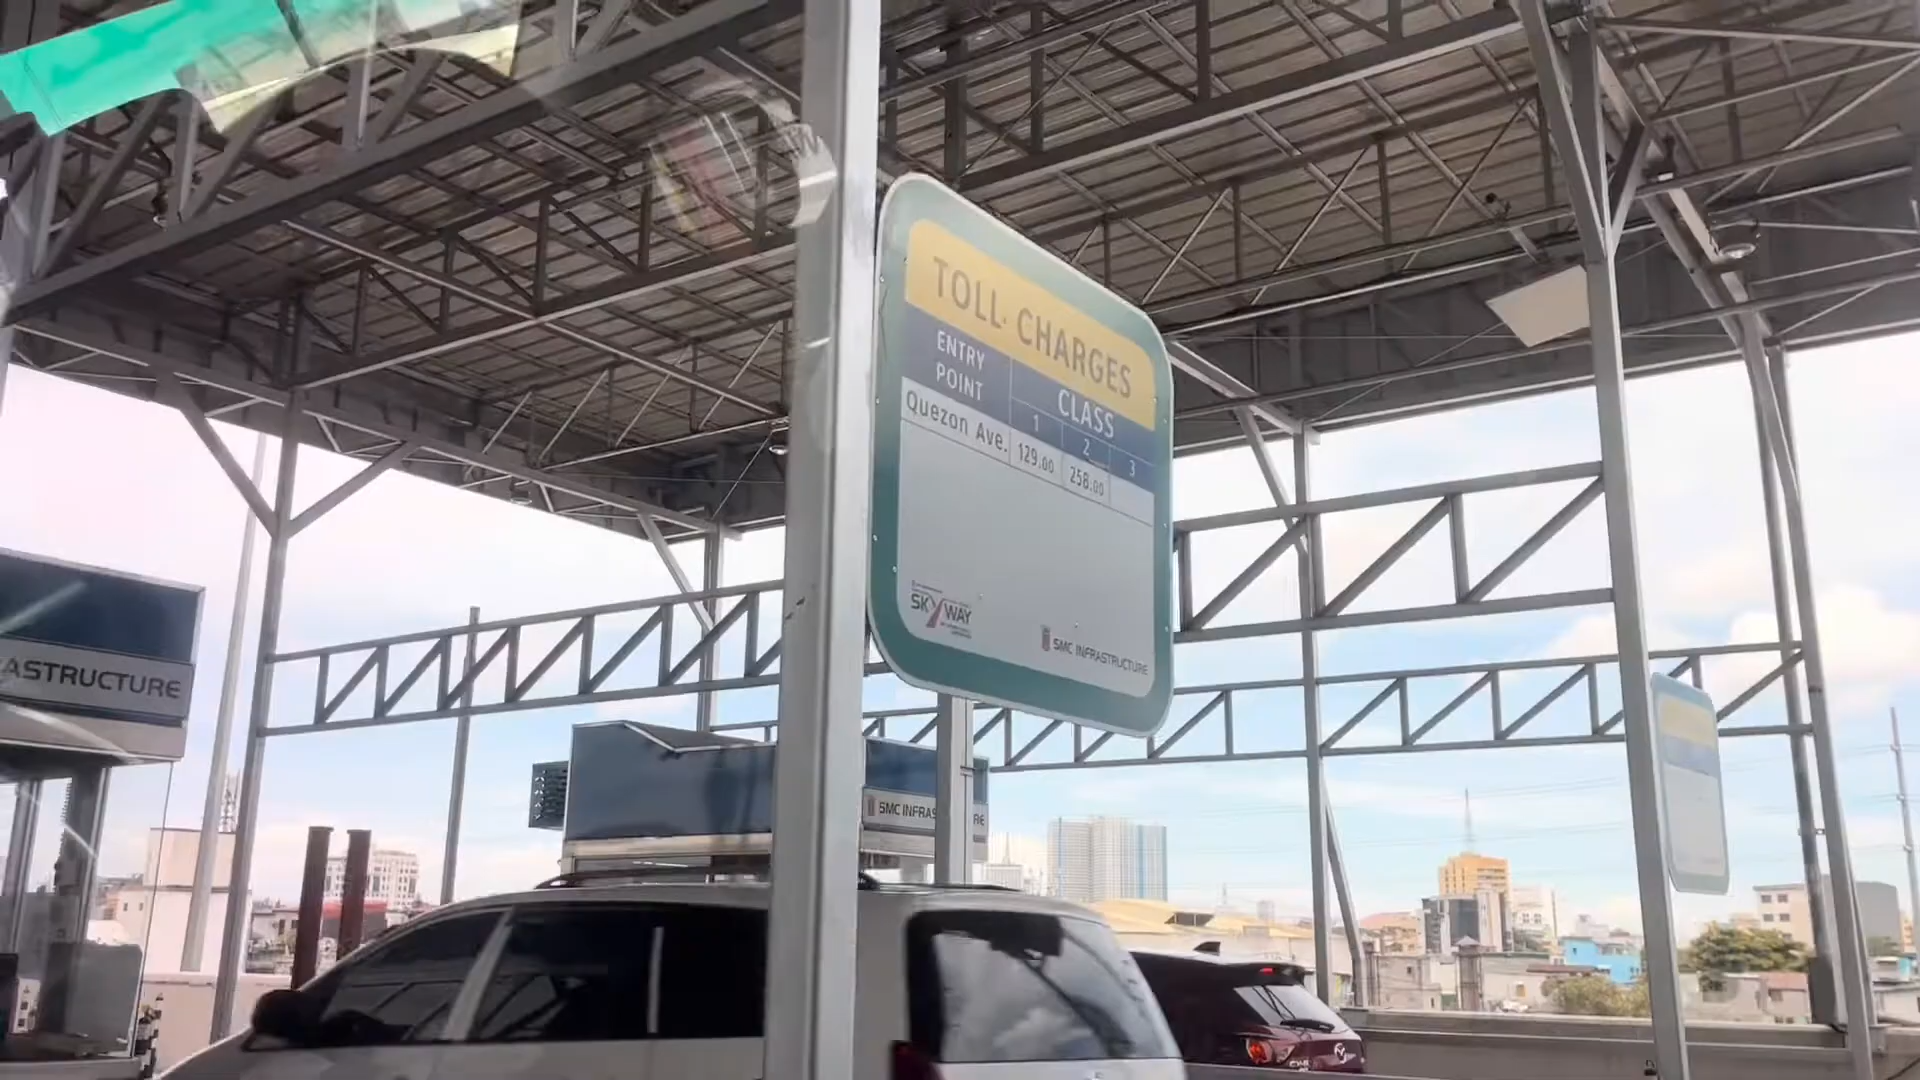 TOLL CHARGES
ENTRY
POINT
CLASS
1 2 3
Quezon Ave. 129.00 258.00
SKYWAY
SMC INFRASTRUCTURE
ASTRUCTURE
SMC INFRAS RE